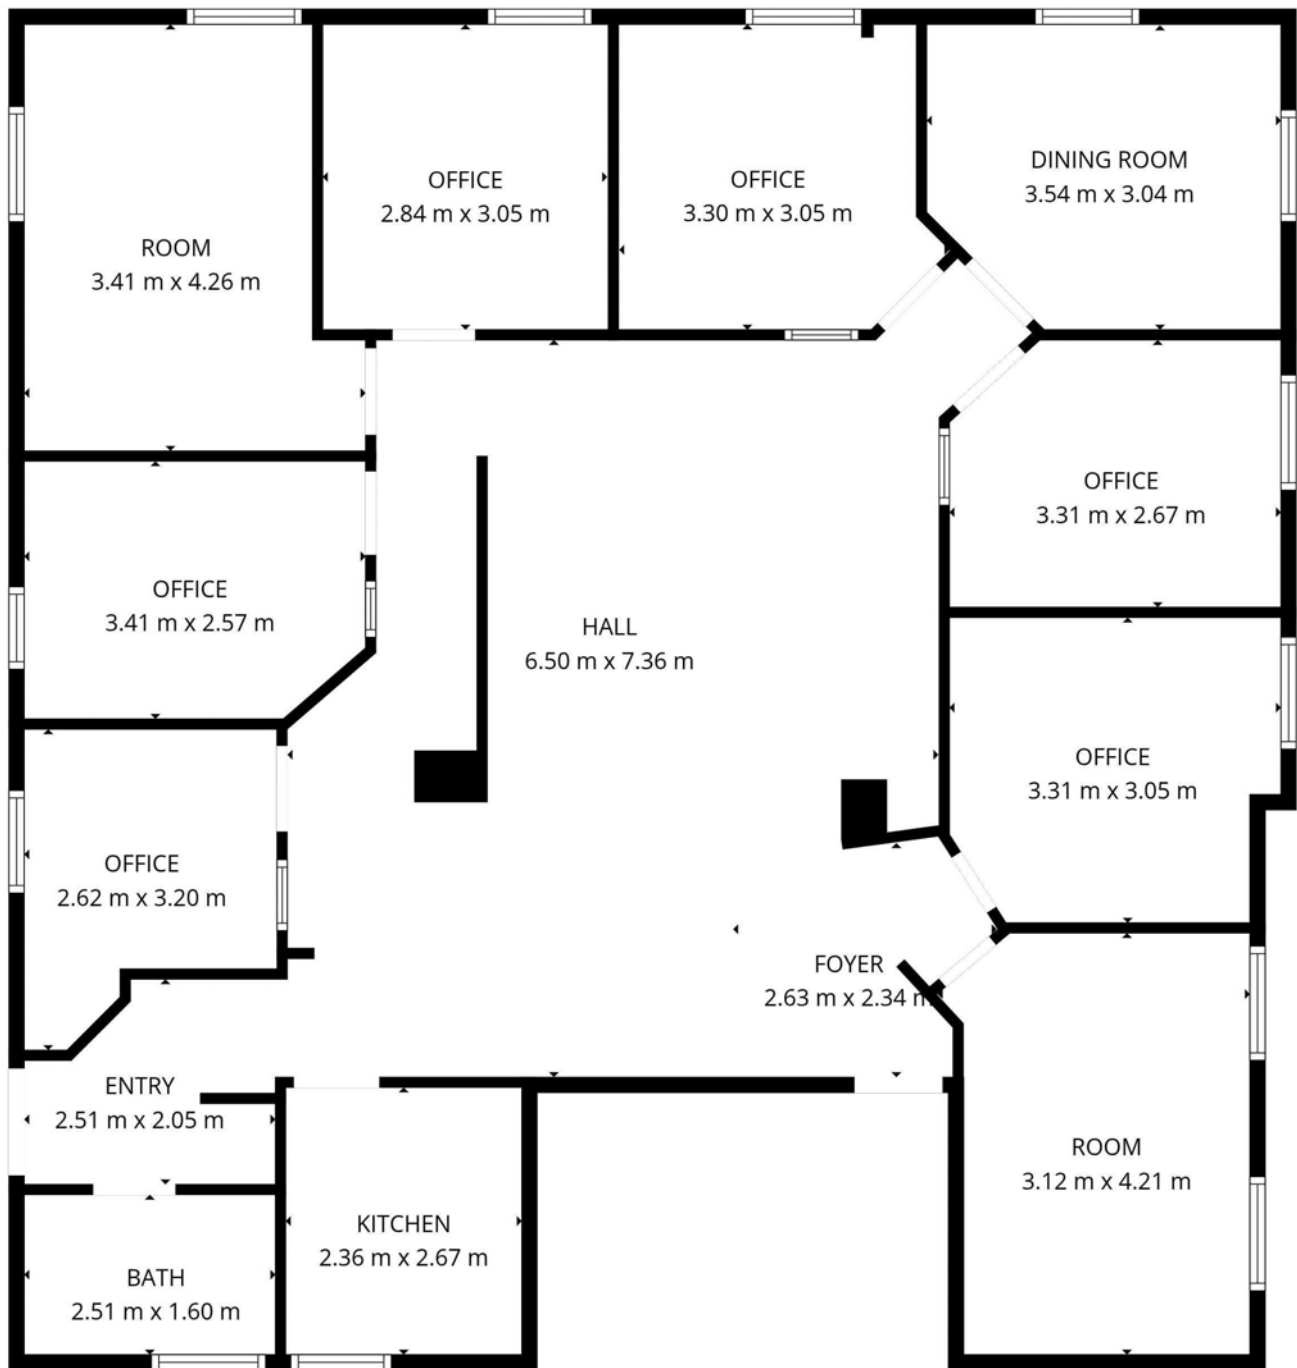 OFFICE
2.84 m x 3.05 m
OFFICE
3.30 m x 3.05 m
DINING ROOM
3.54 m x 3.04 m
ROOM
3.41 m x 4.26 m
OFFICE
3.31 m x 2.67 m
OFFICE
3.41 m x 2.57 m
HALL
6.50 m x 7.36 m
OFFICE
3.31 m x 3.05 m
OFFICE
2.62 m x 3.20 m
FOYER
2.63 m x 2.34 m
ENTRY
2.51 m x 2.05 m
ROOM
3.12 m x 4.21 m
KITCHEN
2.36 m x 2.67 m
BATH
2.51 m x 1.60 m